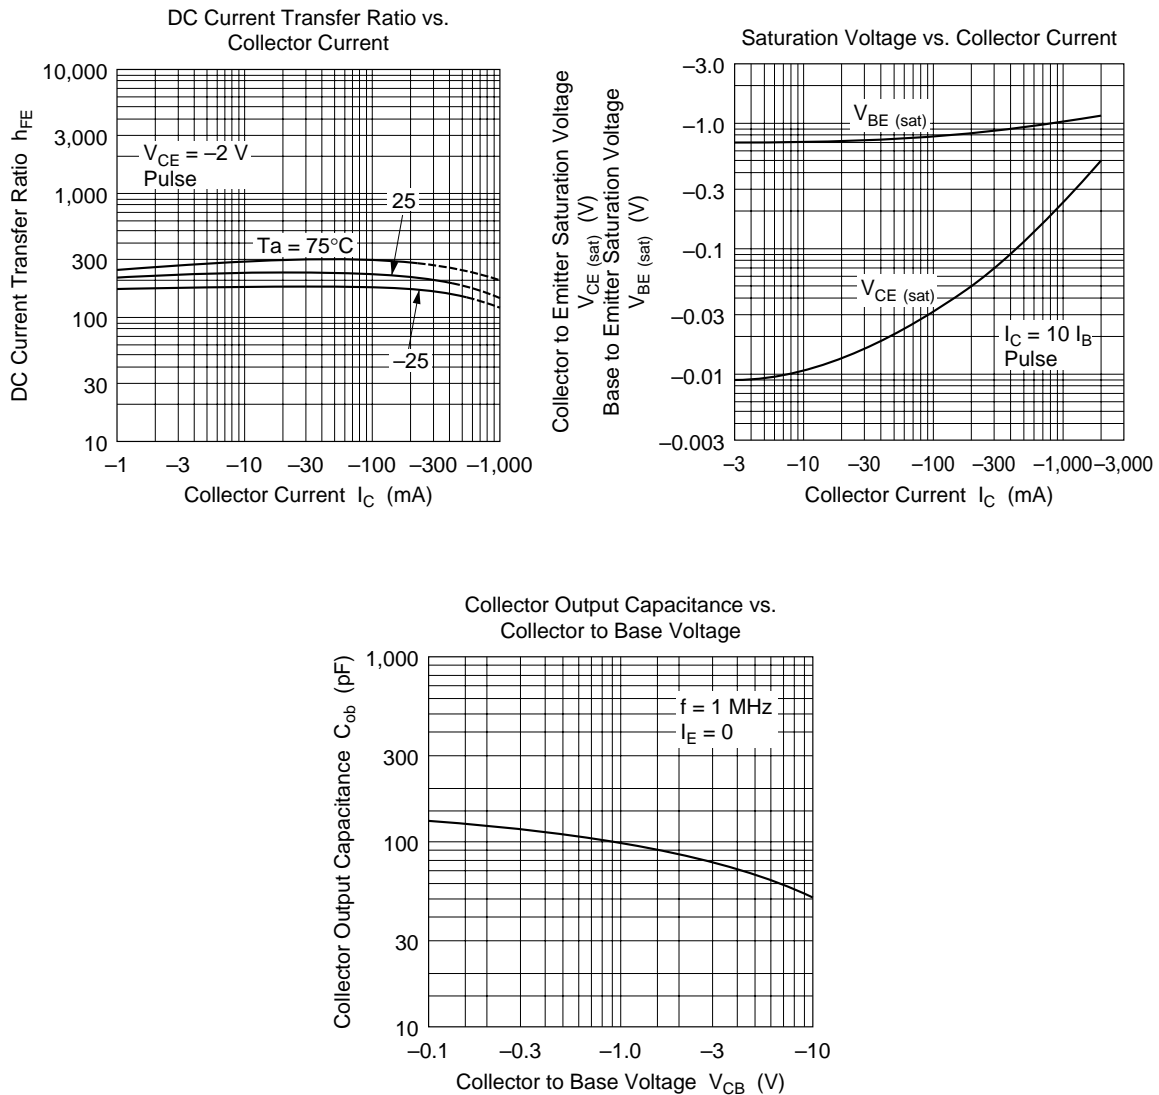 DC Current Transfer Ratio vs.
Collector Current
DC Current Transfer Ratio hFE
10,000
3,000
1,000
300
100
30
10
VCE = –2 V
Pulse
25
Ta = 75°C
–25
–1 –3 –10 –30 –100 –300 –1,000
Collector Current IC (mA)
Saturation Voltage vs. Collector Current
Collector to Emitter Saturation Voltage
VCE (sat) (V)
Base to Emitter Saturation Voltage
VBE (sat) (V)
–3.0
–1.0
–0.3
–0.1
–0.03
–0.01
–0.003
VBE (sat)
VCE (sat)
IC = 10 IB
Pulse
–3 –10 –30 –100 –300 –1,000 –3,000
Collector Current IC (mA)
Collector Output Capacitance vs.
Collector to Base Voltage
Collector Output Capacitance Cob (pF)
1,000
300
100
30
10
f = 1 MHz
IE = 0
–0.1 –0.3 –1.0 –3 –10
Collector to Base Voltage VCB (V)